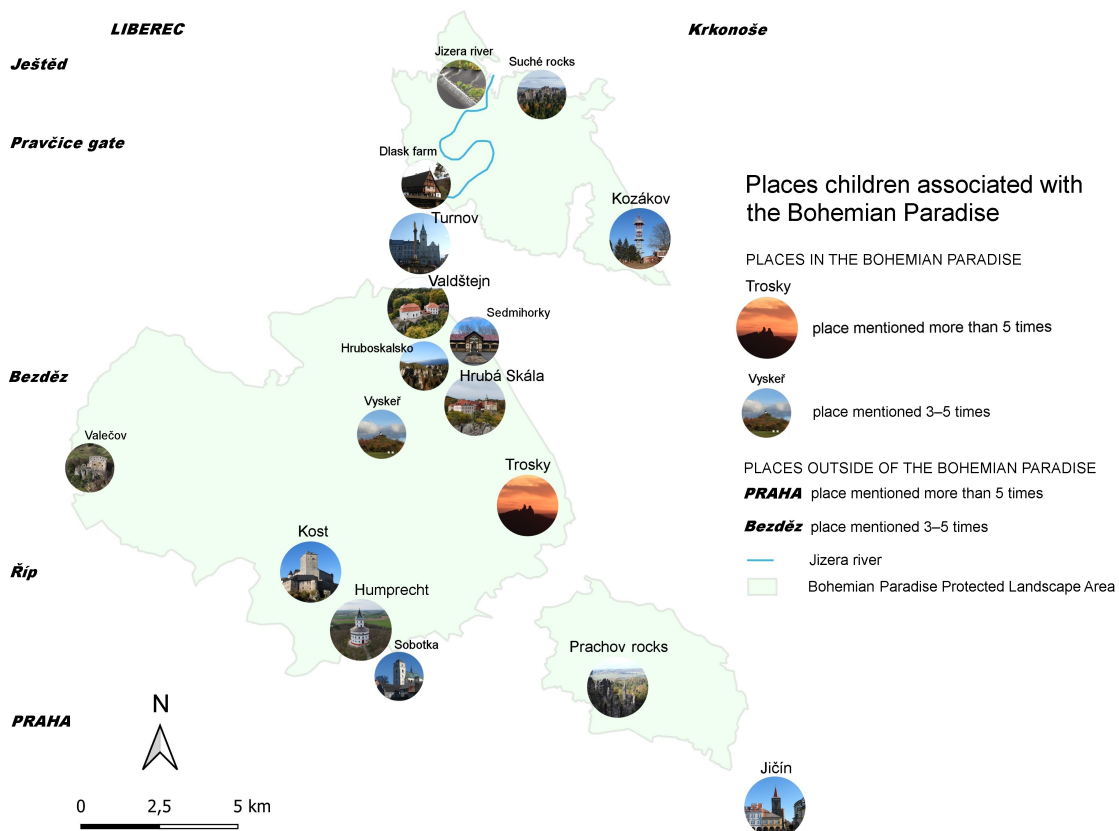 LIBEREC
Krkonoše
Ještěd
Jizera river
Suché rocks
Pravčice gate
Dlask farm
Turnov
Kozákov
Valdštejn
Sedmihorky
Hruboskalsko
Hrubá Skála
Bezděz
Vyskeř
Valečov
Trosky
Kost
Říp
Humprecht
Sobotka
Prachov rocks
PRAHA
Jičín
N
0 2,5 5 km
Places children associated with
the Bohemian Paradise
PLACES IN THE BOHEMIAN PARADISE
Trosky
place mentioned more than 5 times
Vyskeř
place mentioned 3–5 times
PLACES OUTSIDE OF THE BOHEMIAN PARADISE
PRAHA place mentioned more than 5 times
Bezděz place mentioned 3–5 times
Jizera river
Bohemian Paradise Protected Landscape Area